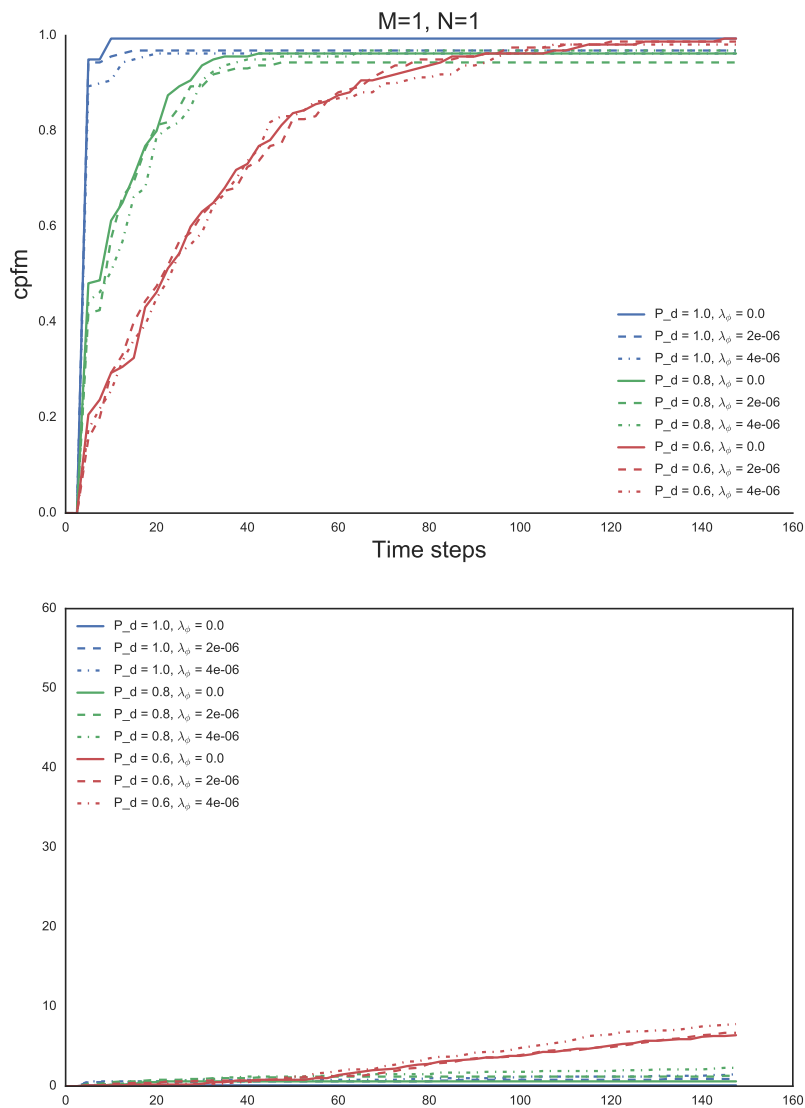 M=1, N=1
cpfm
1.0
0.8
0.6
0.4
0.2
0.0
P_d = 1.0, λ_ϕ = 0.0
P_d = 1.0, λ_ϕ = 2e-06
P_d = 1.0, λ_ϕ = 4e-06
P_d = 0.8, λ_ϕ = 0.0
P_d = 0.8, λ_ϕ = 2e-06
P_d = 0.8, λ_ϕ = 4e-06
P_d = 0.6, λ_ϕ = 0.0
P_d = 0.6, λ_ϕ = 2e-06
P_d = 0.6, λ_ϕ = 4e-06
0 20 40 60 80 100 120 140 160
Time steps
60
50
40
30
20
10
0
P_d = 1.0, λ_ϕ = 0.0
P_d = 1.0, λ_ϕ = 2e-06
P_d = 1.0, λ_ϕ = 4e-06
P_d = 0.8, λ_ϕ = 0.0
P_d = 0.8, λ_ϕ = 2e-06
P_d = 0.8, λ_ϕ = 4e-06
P_d = 0.6, λ_ϕ = 0.0
P_d = 0.6, λ_ϕ = 2e-06
P_d = 0.6, λ_ϕ = 4e-06
0 20 40 60 80 100 120 140 160